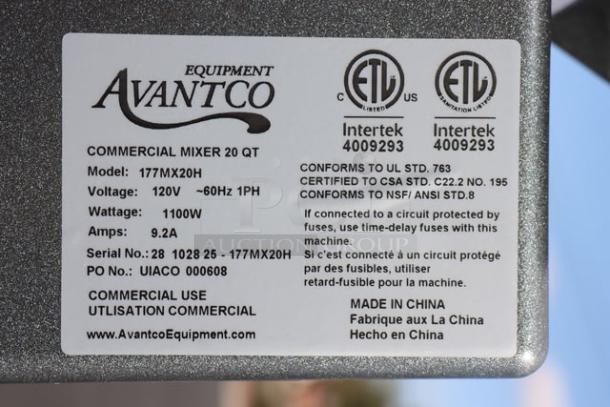 EQUIPMENT
AVANTCO
C ETL US
LISTED
Intertek
4009293
ETL
SANITATION LISTED
Intertek
4009293
COMMERCIAL MIXER 20 QT
Model: 177MX20H
Voltage: 120V ~60Hz 1PH
Wattage: 1100W
Amps: 9.2A
Serial No.: 28 1028 25 - 177MX20H
PO No.: UIACO 000608
COMMERCIAL USE
UTLISATION COMMERCIAL
www.AvantcoEquipment.com
CONFORMS TO UL STD. 763
CERTIFIED TO CSA STD. C22.2 NO. 195
CONFORMS TO NSF/ ANSI STD.8
If connected to a circuit protected by
fuses, use time-delay fuses with this
machine.
Si c'est connecté à un circuit protégé
par des fusibles, utiliser
retard-fusible pour la machine.
MADE IN CHINA
Fabrique aux La China
Hecho en China